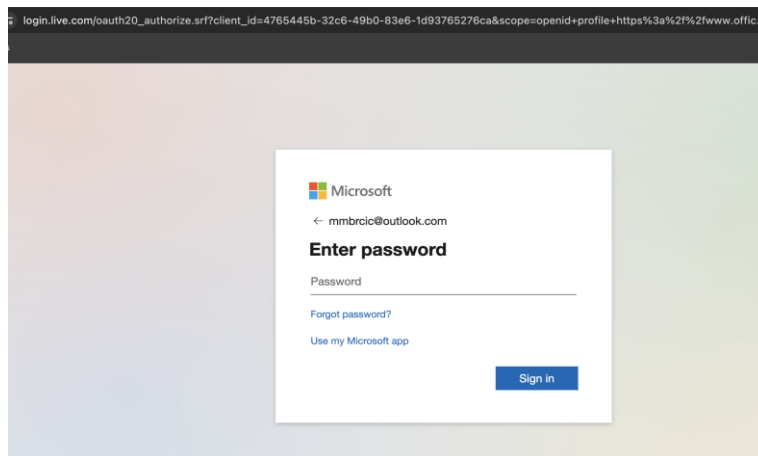 login.live.com/oauth20_authorize.srf?client_id=4765445b-32c6-49b0-83e6-1d93765276ca&scope=openid+profile+https%3a%2f%2fwww.offic.
Microsoft
← mmbrcic@outlook.com
Enter password
Password
Forgot password?
Use my Microsoft app
Sign in